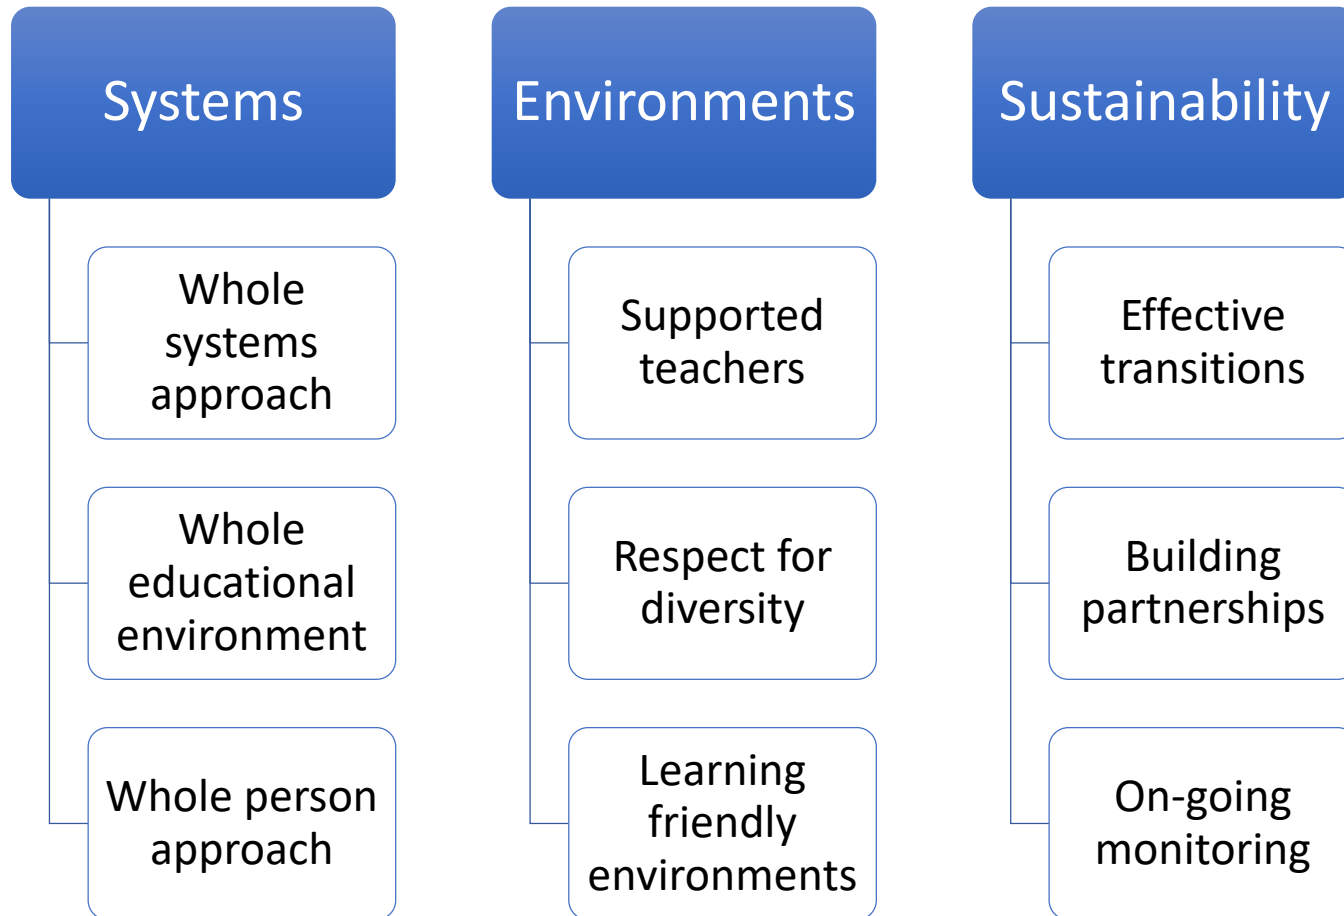 Systems
Whole
systems
approach
Whole
educational
environment
Whole person
approach
Environments
Supported
teachers
Respect for
diversity
Learning
friendly
environments
Sustainability
Effective
transitions
Building
partnerships
On-going
monitoring